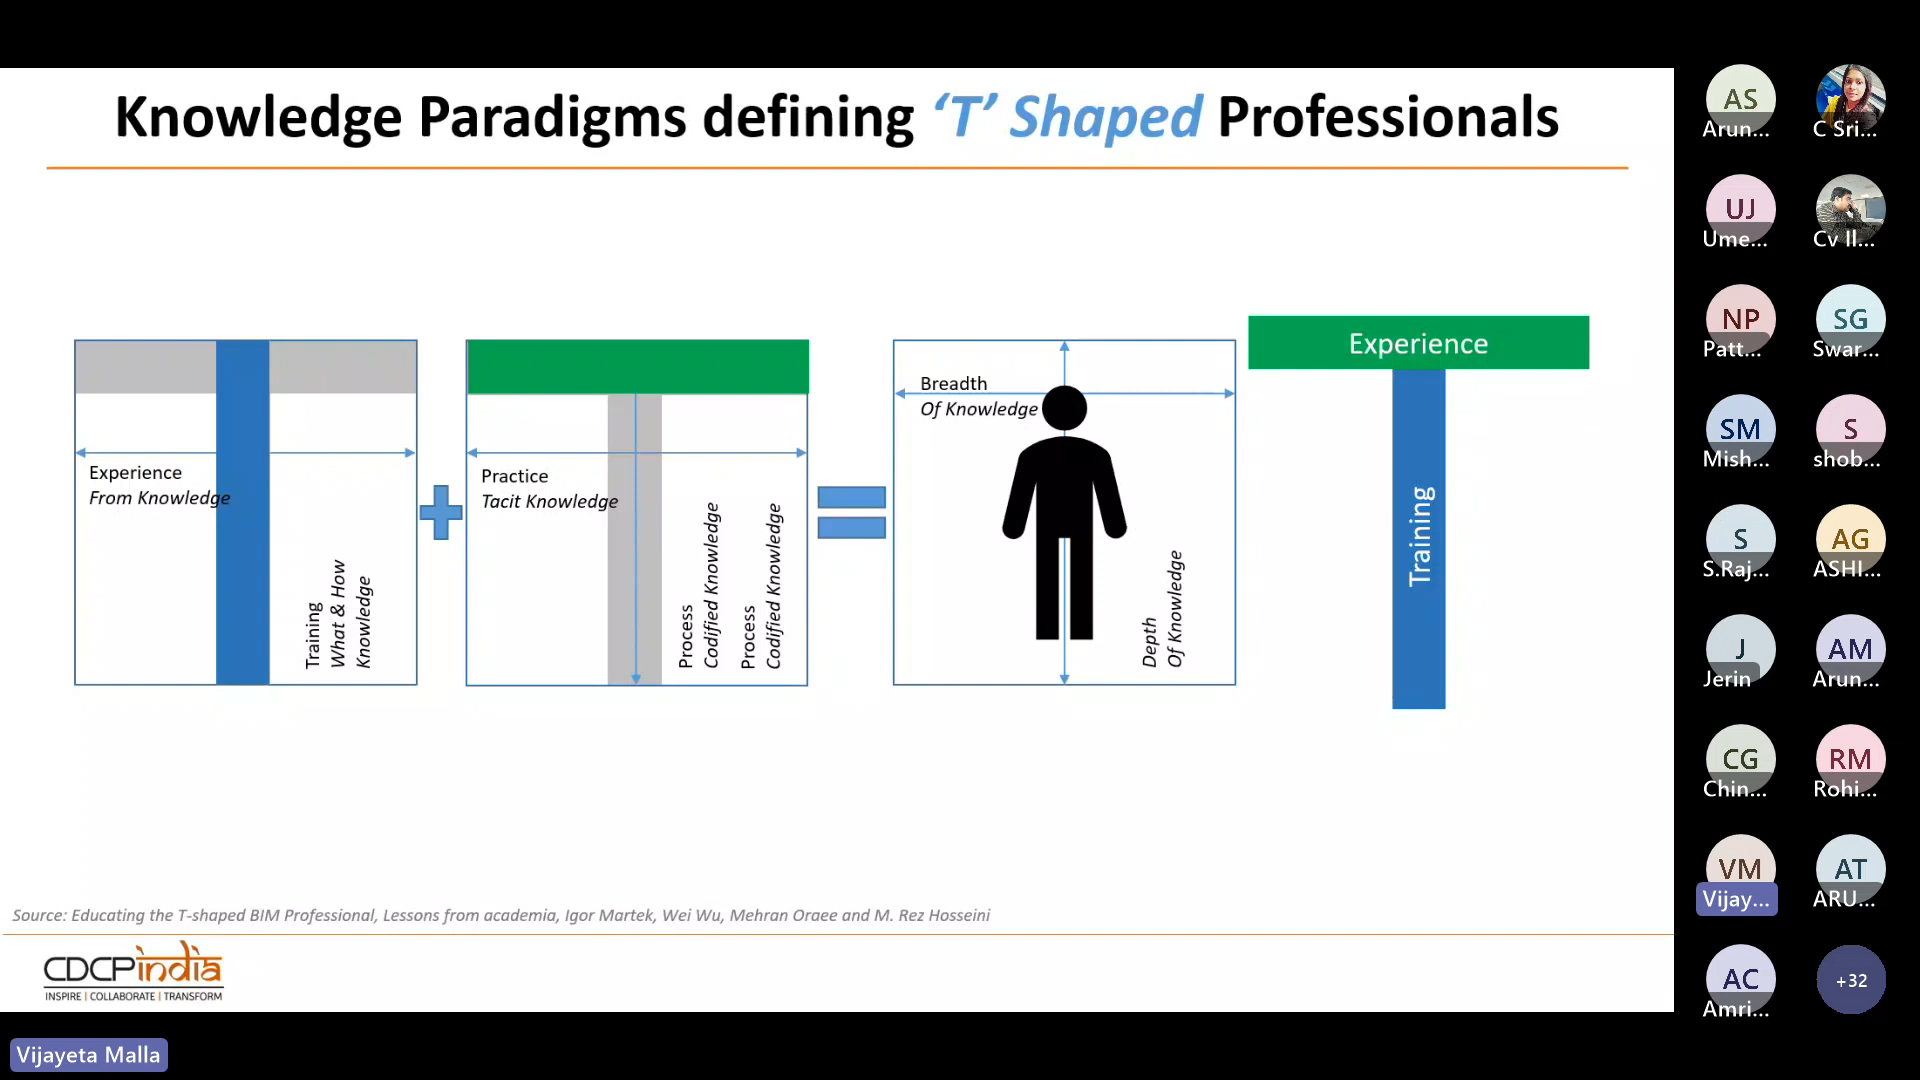 Knowledge Paradigms defining ‘T’ Shaped Professionals
Experience
From Knowledge
Training
What & How
Knowledge
Practice
Tacit Knowledge
Process
Codified Knowledge
Process
Codified Knowledge
Breadth
Of Knowledge
Depth
Of Knowledge
Experience
Training
Source: Educating the T-shaped BIM Professional, Lessons from academia, Igor Martek, Wei Wu, Mehran Oraee and M. Rez Hosseini
CDCPindia
INSPIRE | COLLABORATE | TRANSFORM
Vijayeta Malla
AS
Arun...
C Sri...
UJ
Ume...
Cv Il...
NP
Patt...
SG
Swar...
SM
Mish...
S
shob...
S
S.Raj...
AG
ASHI...
J
Jerin
AM
Arun...
CG
Chin...
RM
Rohi...
VM
Vijay...
AT
ARU...
AC
Amri...
+32